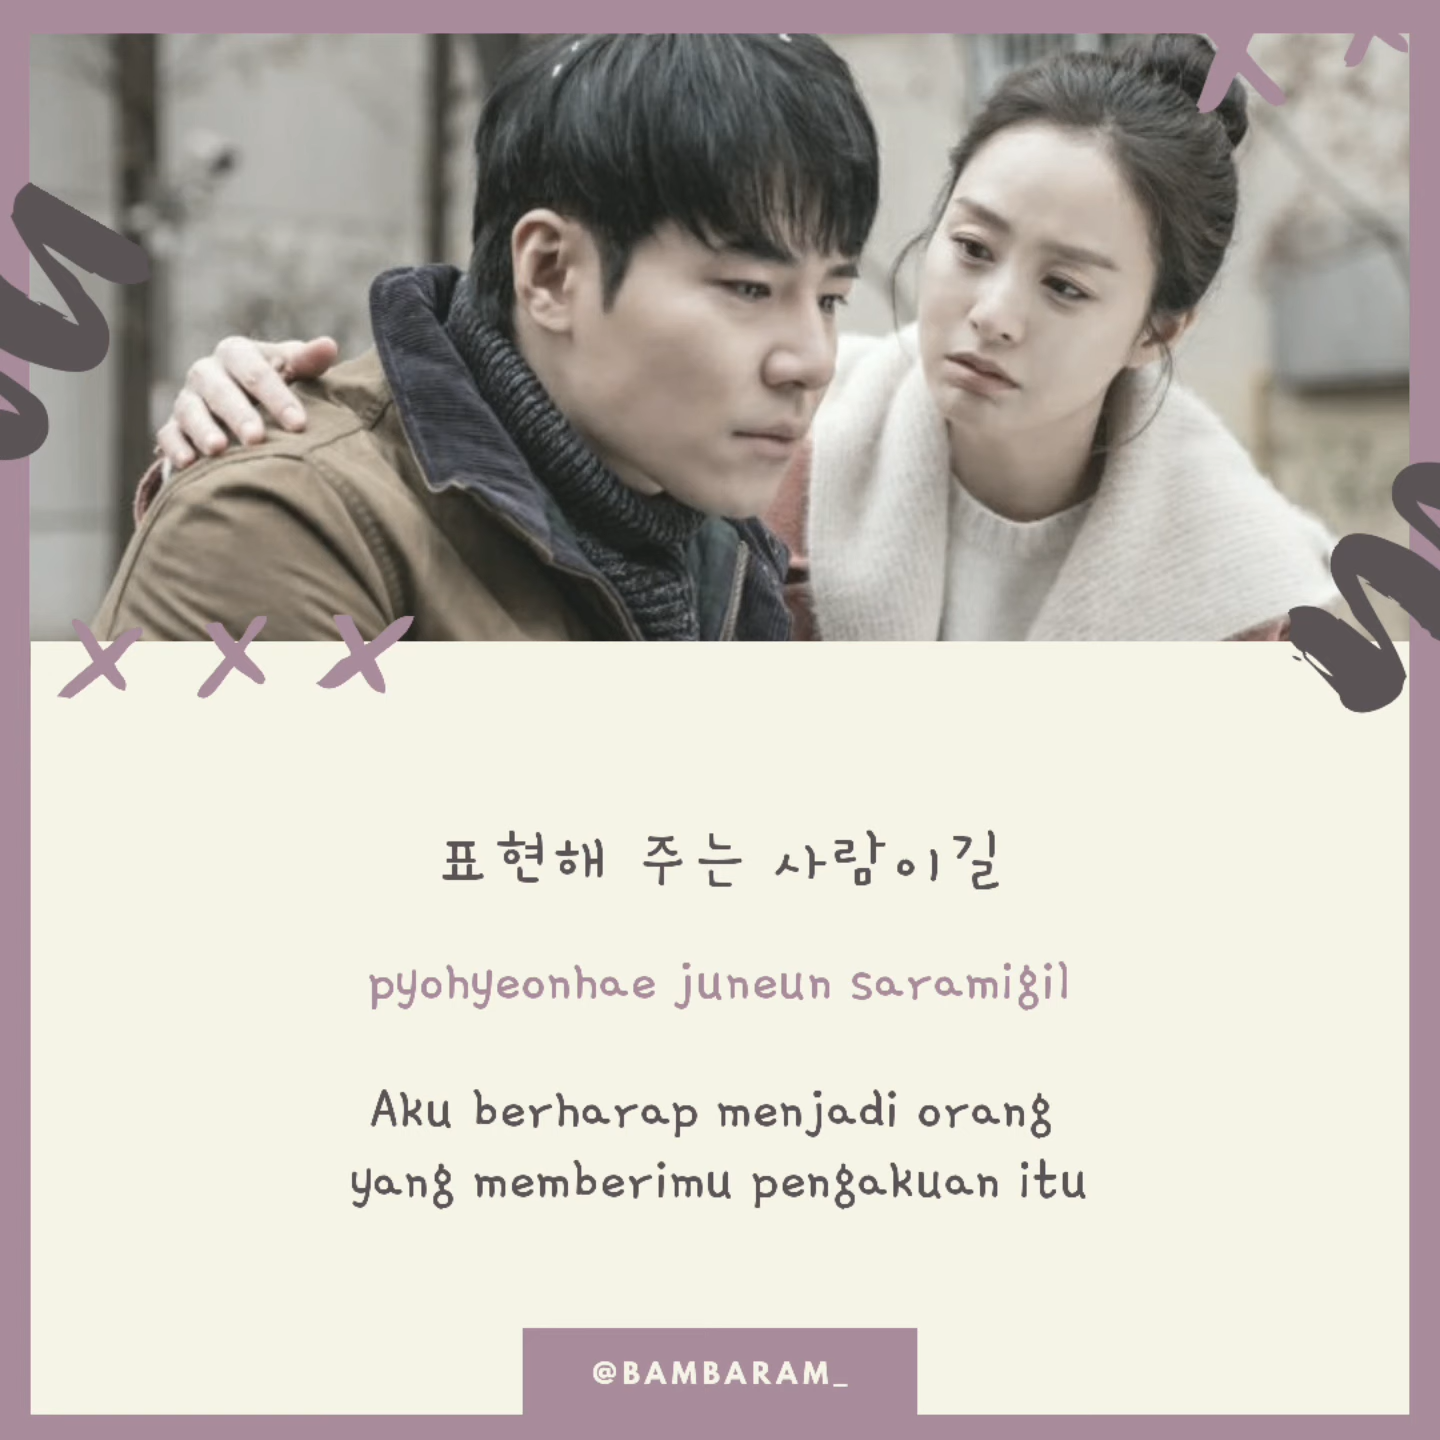 표현해 주는 사람이길
pyohyeonhae juneun saramigil
Aku berharap menjadi orang
yang memberimu pengakuan itu
@BAMBARAM_